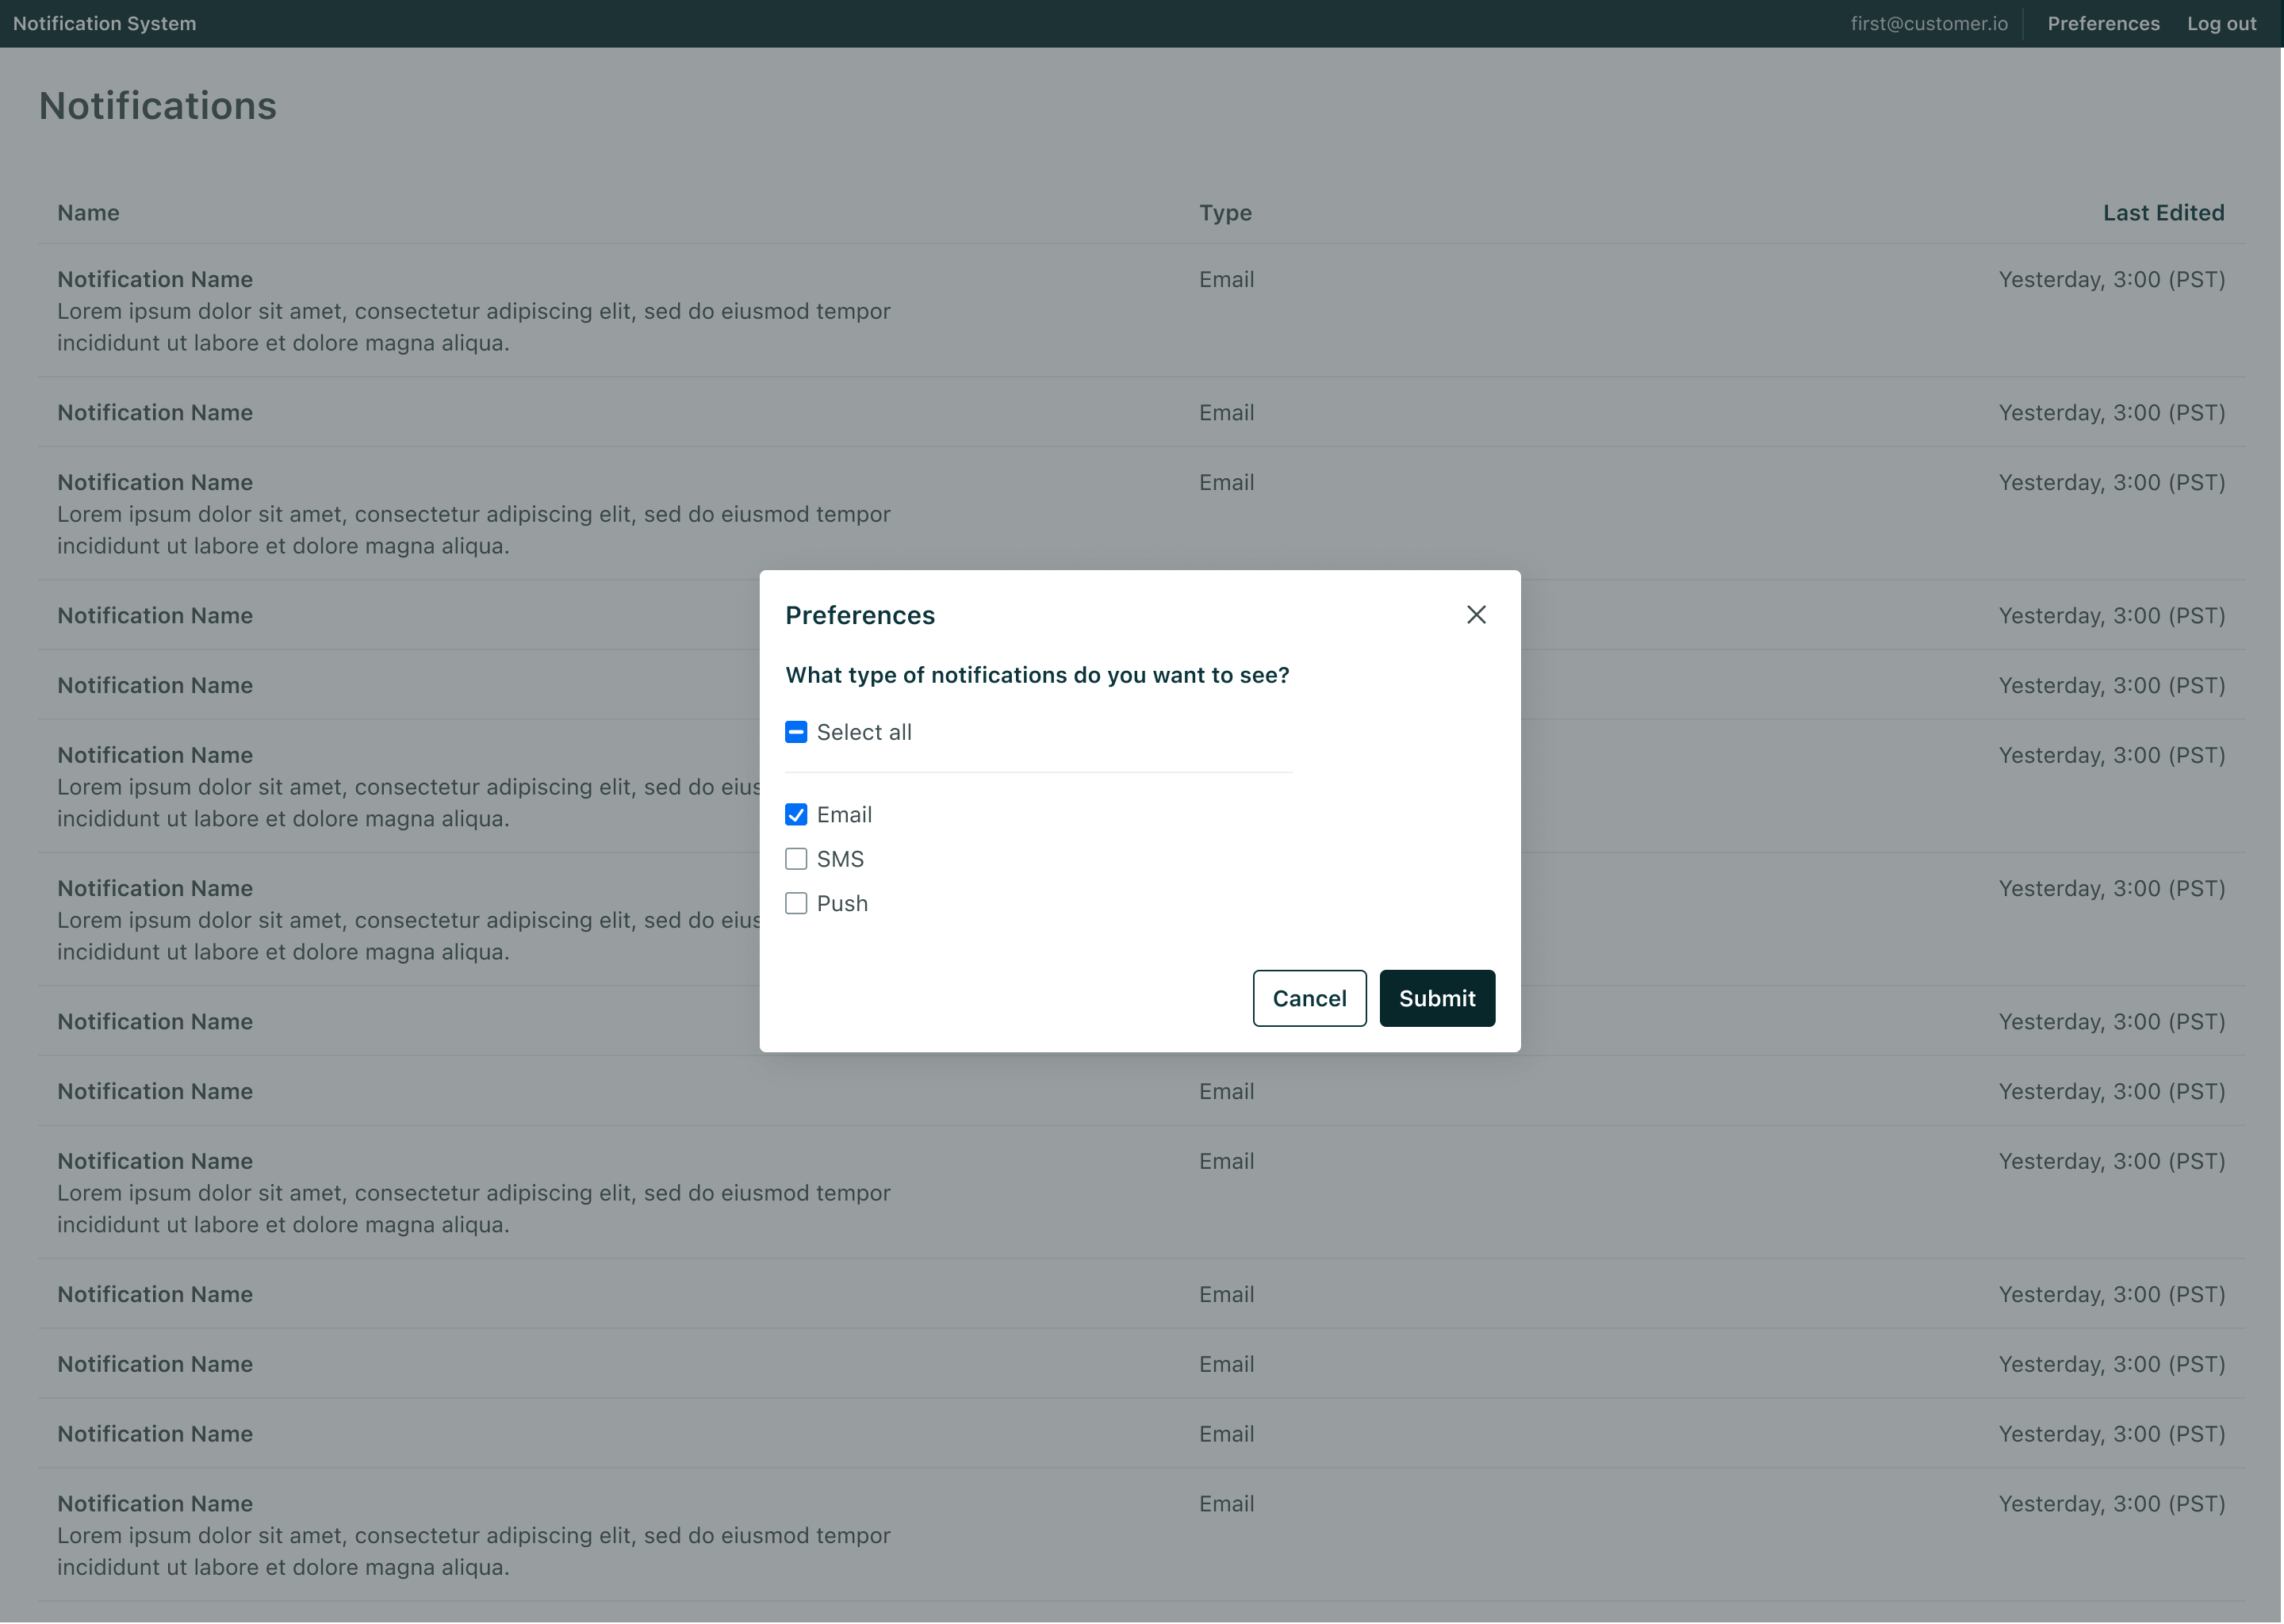 Notification System
first@customer.io
Preferences
Log out
Notifications
Name
Type
Last Edited
Notification Name
Email
Yesterday, 3:00 (PST)
Lorem ipsum dolor sit amet, consectetur adipiscing elit, sed do eiusmod tempor
incididunt ut labore et dolore magna aliqua.
Notification Name
Email
Yesterday, 3:00 (PST)
Notification Name
Email
Yesterday, 3:00 (PST)
Lorem ipsum dolor sit amet, consectetur adipiscing elit, sed do eiusmod tempor
incididunt ut labore et dolore magna aliqua.
Notification Name
Yesterday, 3:00 (PST)
Notification Name
Yesterday, 3:00 (PST)
Notification Name
Yesterday, 3:00 (PST)
Lorem ipsum dolor sit amet, consectetur adipiscing elit, sed do eius
incididunt ut labore et dolore magna aliqua.
Notification Name
Yesterday, 3:00 (PST)
Lorem ipsum dolor sit amet, consectetur adipiscing elit, sed do eius
incididunt ut labore et dolore magna aliqua.
Notification Name
Yesterday, 3:00 (PST)
Preferences
What type of notifications do you want to see?
Select all
Email
SMS
Push
Cancel
Submit
Notification Name
Email
Yesterday, 3:00 (PST)
Notification Name
Email
Yesterday, 3:00 (PST)
Lorem ipsum dolor sit amet, consectetur adipiscing elit, sed do eiusmod tempor
incididunt ut labore et dolore magna aliqua.
Notification Name
Email
Yesterday, 3:00 (PST)
Notification Name
Email
Yesterday, 3:00 (PST)
Notification Name
Email
Yesterday, 3:00 (PST)
Notification Name
Email
Yesterday, 3:00 (PST)
Lorem ipsum dolor sit amet, consectetur adipiscing elit, sed do eiusmod tempor
incididunt ut labore et dolore magna aliqua.